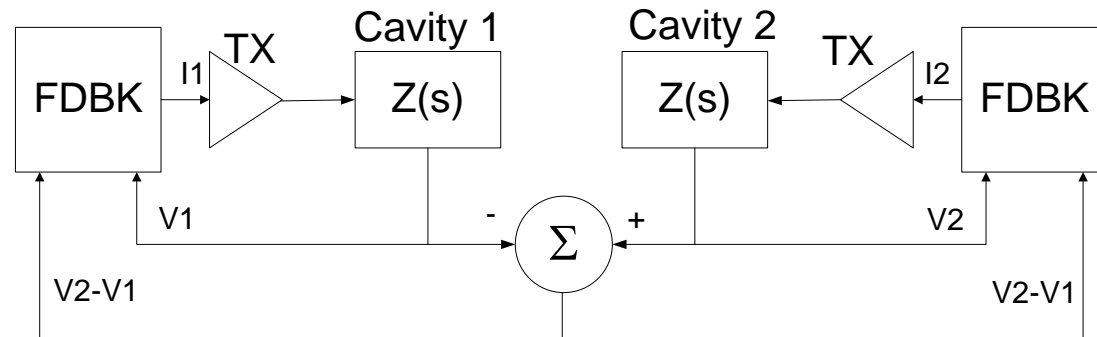 Cavity 1
Cavity 2
TX
TX
I1
I2
FDBK
Z(s)
Z(s)
FDBK
-
+
V1
Σ
V2
V2-V1
V2-V1